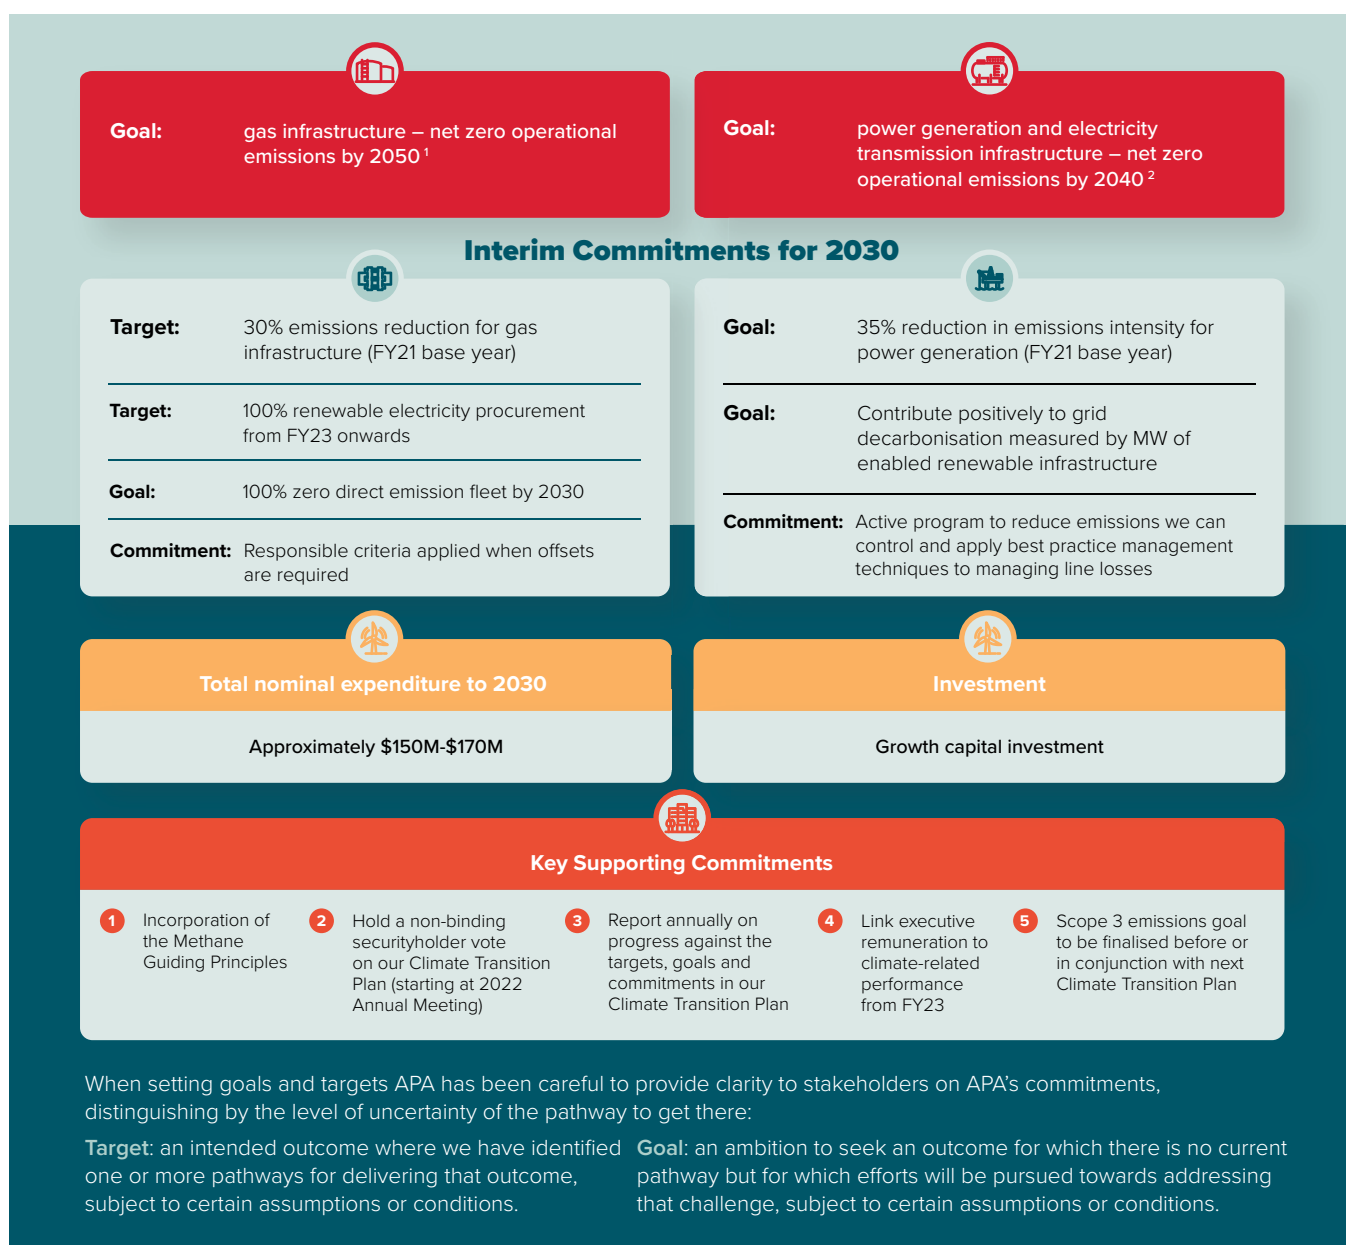 Goal:
gas infrastructure – net zero operational
emissions by 2050 1
Goal:
power generation and electricity
transmission infrastructure – net zero
operational emissions by 2040 2
Interim Commitments for 2030
Target:
30% emissions reduction for gas
infrastructure (FY21 base year)
Target:
100% renewable electricity procurement
from FY23 onwards
Goal:
100% zero direct emission fleet by 2030
Commitment:
Responsible criteria applied when offsets
are required
Goal:
35% reduction in emissions intensity for
power generation (FY21 base year)
Goal:
Contribute positively to grid
decarbonisation measured by MW of
enabled renewable infrastructure
Commitment:
Active program to reduce emissions we can
control and apply best practice management
techniques to managing line losses
Total nominal expenditure to 2030
Approximately $150M-$170M
Investment
Growth capital investment
Key Supporting Commitments
1
Incorporation of
the Methane
Guiding Principles
2
Hold a non-binding
securityholder vote
on our Climate Transition
Plan (starting at 2022
Annual Meeting)
3
Report annually on
progress against the
targets, goals and
commitments in our
Climate Transition Plan
4
Link executive
remuneration to
climate-related
performance
from FY23
5
Scope 3 emissions goal
to be finalised before or
in conjunction with next
Climate Transition Plan
When setting goals and targets APA has been careful to provide clarity to stakeholders on APA’s commitments,
distinguishing by the level of uncertainty of the pathway to get there:
Target: an intended outcome where we have identified
one or more pathways for delivering that outcome,
subject to certain assumptions or conditions.
Goal: an ambition to seek an outcome for which there is no current
pathway but for which efforts will be pursued towards addressing
that challenge, subject to certain assumptions or conditions.